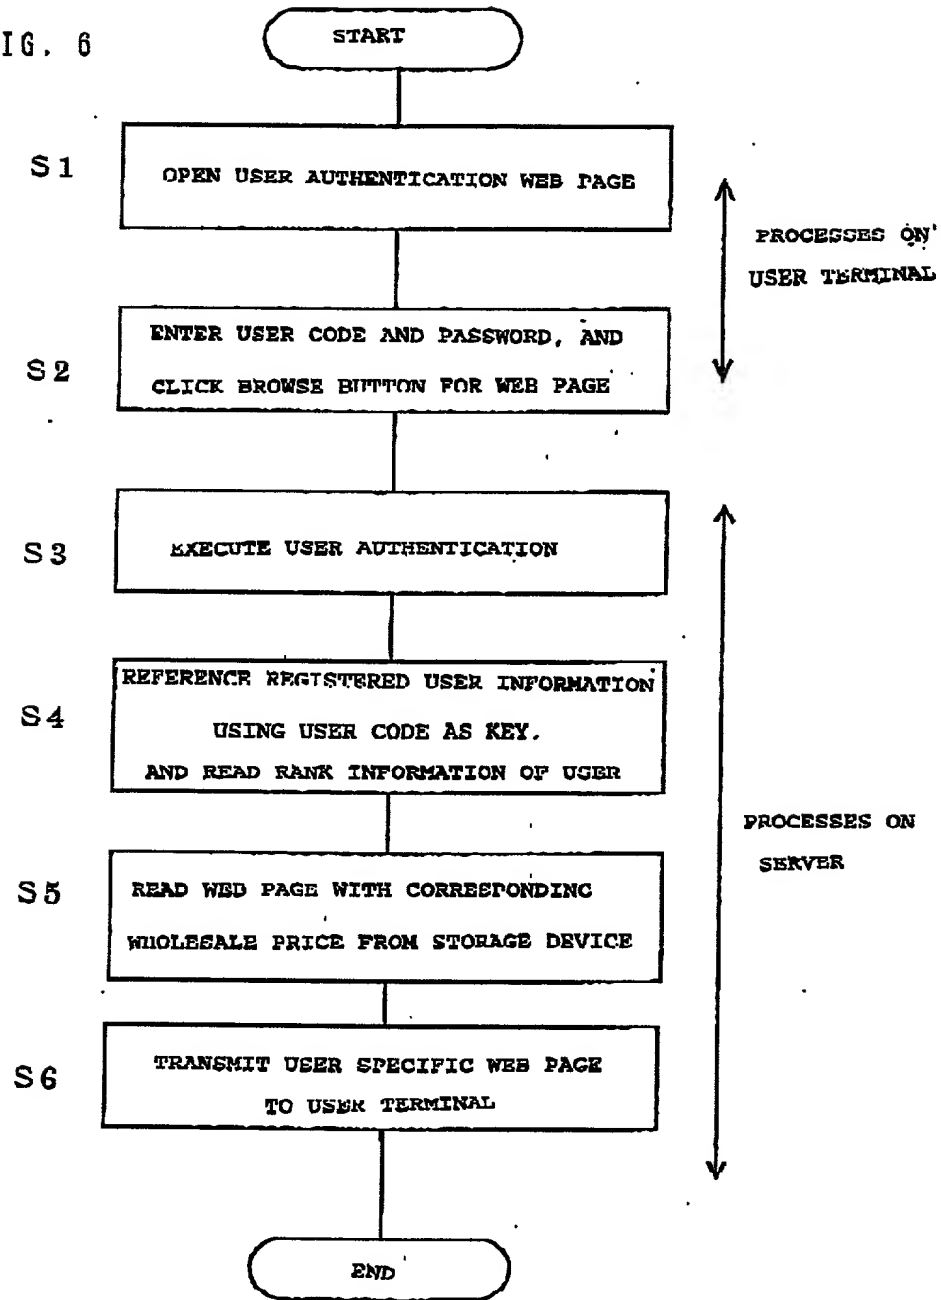 IG. 6
START
S1
OPEN USER AUTHENTICATION WEB PAGE
PROCESSES ON
USER TERMINAL
S2
ENTER USER CODE AND PASSWORD, AND
CLICK BROWSE BUTTON FOR WEB PAGE
S3
EXECUTE USER AUTHENTICATION
S4
REFERENCE REGISTERED USER INFORMATION
USING USER CODE AS KEY.
AND READ RANK INFORMATION OF USER
PROCESSES ON
SERVER
S5
READ WEB PAGE WITH CORRESPONDING
WHOLESALE PRICE FROM STORAGE DEVICE
S6
TRANSMIT USER SPECIFIC WEB PAGE
TO USER TERMINAL
END